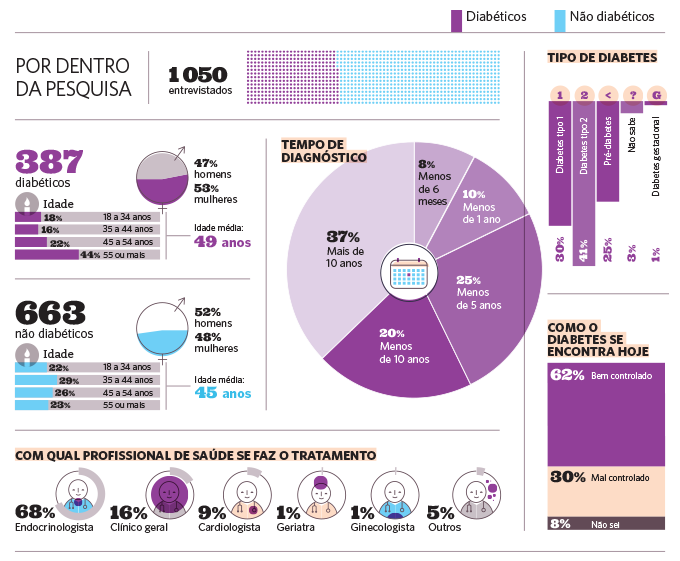 Diabéticos
Não diabéticos
POR DENTRO
DA PESQUISA
1 050
entrevistados
387
diabéticos
Idade
18% 18 a 34 anos
16% 35 a 44 anos
22% 45 a 54 anos
44% 55 ou mais
47%
homens
53%
mulheres
Idade média:
49 anos
663
não diabéticos
Idade
22% 18 a 34 anos
29% 35 a 44 anos
26% 45 a 54 anos
23% 55 ou mais
52%
homens
48%
mulheres
Idade média:
45 anos
TEMPO DE
DIAGNÓSTICO
8%
Menos
de 6
meses
10%
Menos
de 1 ano
25%
Menos
de 5 anos
20%
Menos
de 10 anos
37%
Mais de
10 anos
TIPO DE DIABETES
1
2
<
?
G
Diabetes tipo 1
Diabetes tipo 2
Pré-diabetes
Não sabe
Diabetes gestacional
30%
41%
25%
3%
1%
COMO O
DIABETES SE
ENCONTRA HOJE
62% Bem controlado
30% Mal controlado
8% Não sei
COM QUAL PROFISSIONAL DE SAÚDE SE FAZ O TRATAMENTO
68%
Endocrinologista
16%
Clínico geral
9%
Cardiologista
1%
Geriatra
1%
Ginecologista
5%
Outros